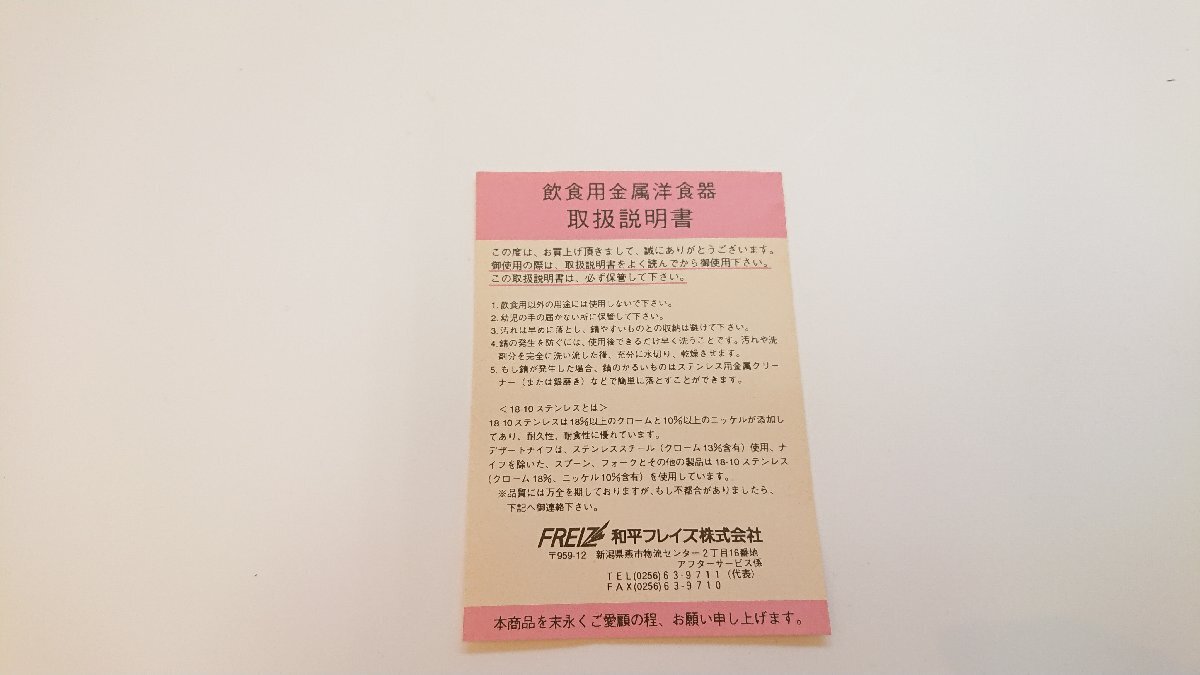 飲食用金属洋食器
取扱説明書
この度は、お買上げ頂きまして、誠にありがとうございます。
御使用の際は、取扱説明書をよく読んでから御使用下さい。
この取扱説明書は、必ず保管して下さい。
1. 飲食用以外の用途には使用しないで下さい。
2. 幼児の手の届かない所に保管して下さい。
3. 汚れは早めに落とし、錆やすいものとの収納は避けて下さい。
4. 錆の発生を防ぐには、使用後できるだけ早く洗うことです。汚れや洗
剤分を完全に洗い流した後、充分に水切り、乾燥させます。
5. もし錆が発生した場合、錆のかるいものはステンレス用金属クリー
ナー（または銀磨き）などで簡単に落とすことができます。
＜18-10ステンレスとは＞
18-10ステンレスは18％以上のクロームと10％以上のニッケルが添加し
てあり、耐久性、耐食性に優れています。
デザートナイフは、ステンレススチール（クローム13％含有）使用、ナ
イフを除いた、スプーン、フォークとその他の製品は18-10ステンレス
（クローム18％、ニッケル10％含有）を使用しています。
※品質には万全を期しておりますが、もし不都合がありましたら、
下記へ御連絡下さい。
FREIZ 和平フレイズ株式会社
〒959-12 新潟県燕市物流センター2丁目16番地
アフターサービス係
TEL(0256)63-9711（代表）
FAX(0256)63-9710
本商品を末永くご愛顧の程、お願い申し上げます。